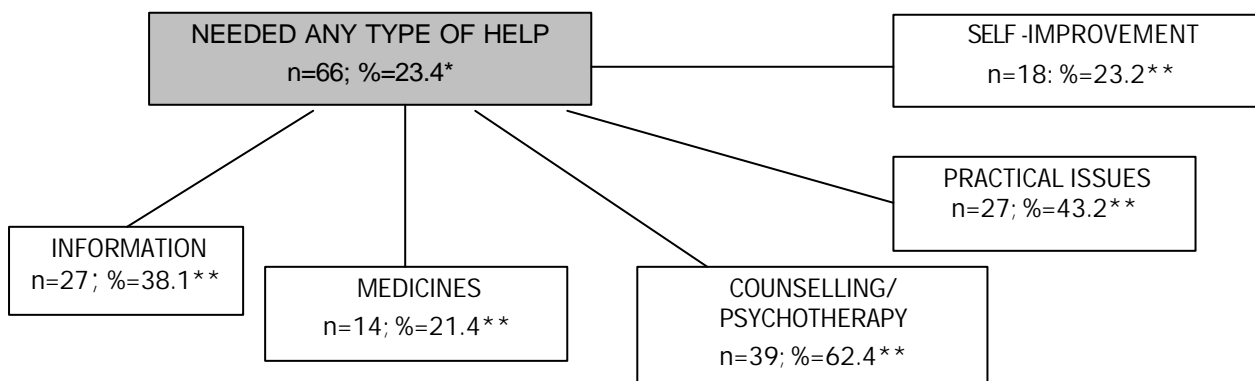 NEEDED ANY TYPE OF HELP
n=66; %=23.4*
SELF -IMPROVEMENT
n=18: %=23.2**
PRACTICAL ISSUES
n=27; %=43.2**
INFORMATION
n=27; %=38.1**
MEDICINES
n=14; %=21.4**
COUNSELLING/
PSYCHOTHERAPY
n=39; %=62.4**